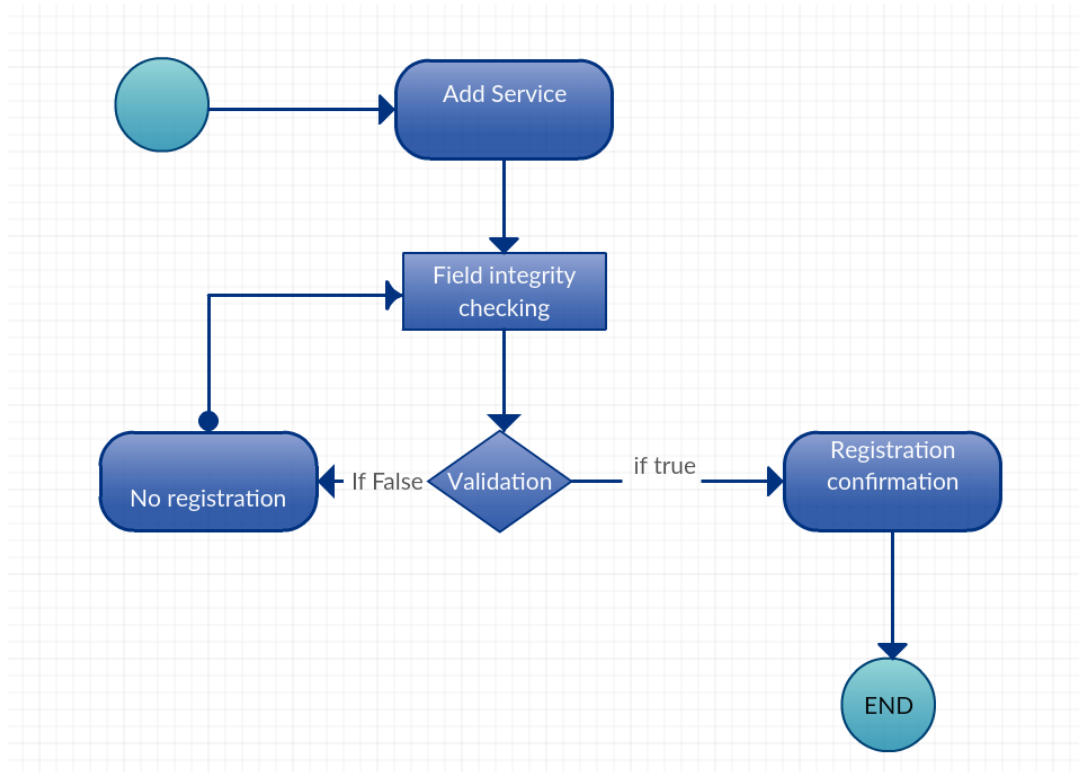 Add Service
Field integrity
checking
No registration
If False
Validation
if true
Registration
confirmation
END